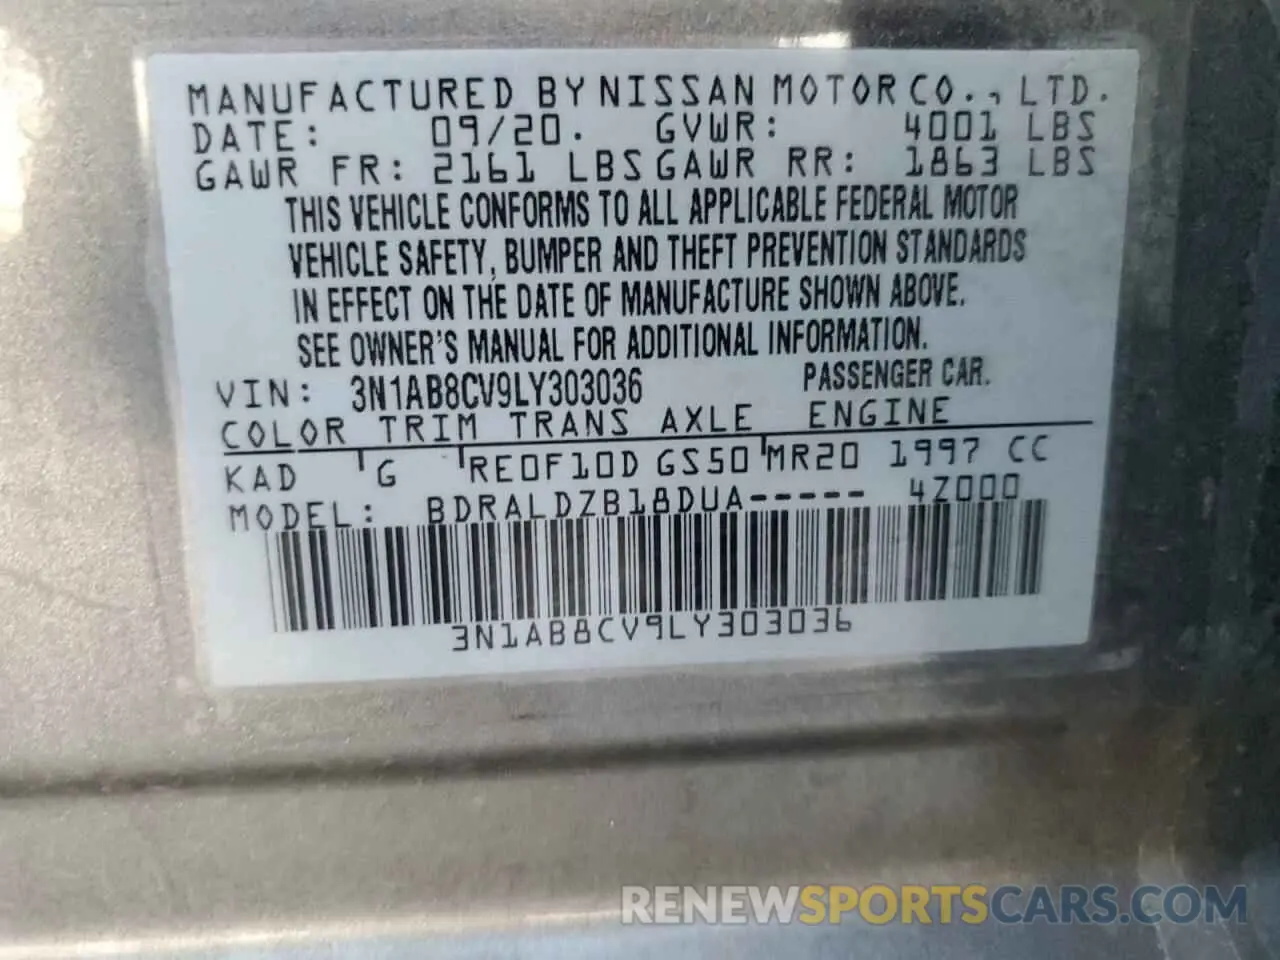 MANUFACTURED BY NISSAN MOTOR CO., LTD.
DATE: 09/20. GVWR: 4001 LBS
GAWR FR: 2161 LBS GAWR RR: 1863 LBS
THIS VEHICLE CONFORMS TO ALL APPLICABLE FEDERAL MOTOR
VEHICLE SAFETY, BUMPER AND THEFT PREVENTION STANDARDS
IN EFFECT ON THE DATE OF MANUFACTURE SHOWN ABOVE.
SEE OWNER'S MANUAL FOR ADDITIONAL INFORMATION.
VIN: 3N1AB8CV9LY303036 PASSENGER CAR.
COLOR TRIM TRANS AXLE ENGINE
KAD G RE0F10D GS50 MR20 1997 CC
MODEL: BDRALDZB18DUA----- 4Z000
3N1AB8CV9LY303036
RENEWSPORTSCARS.COM